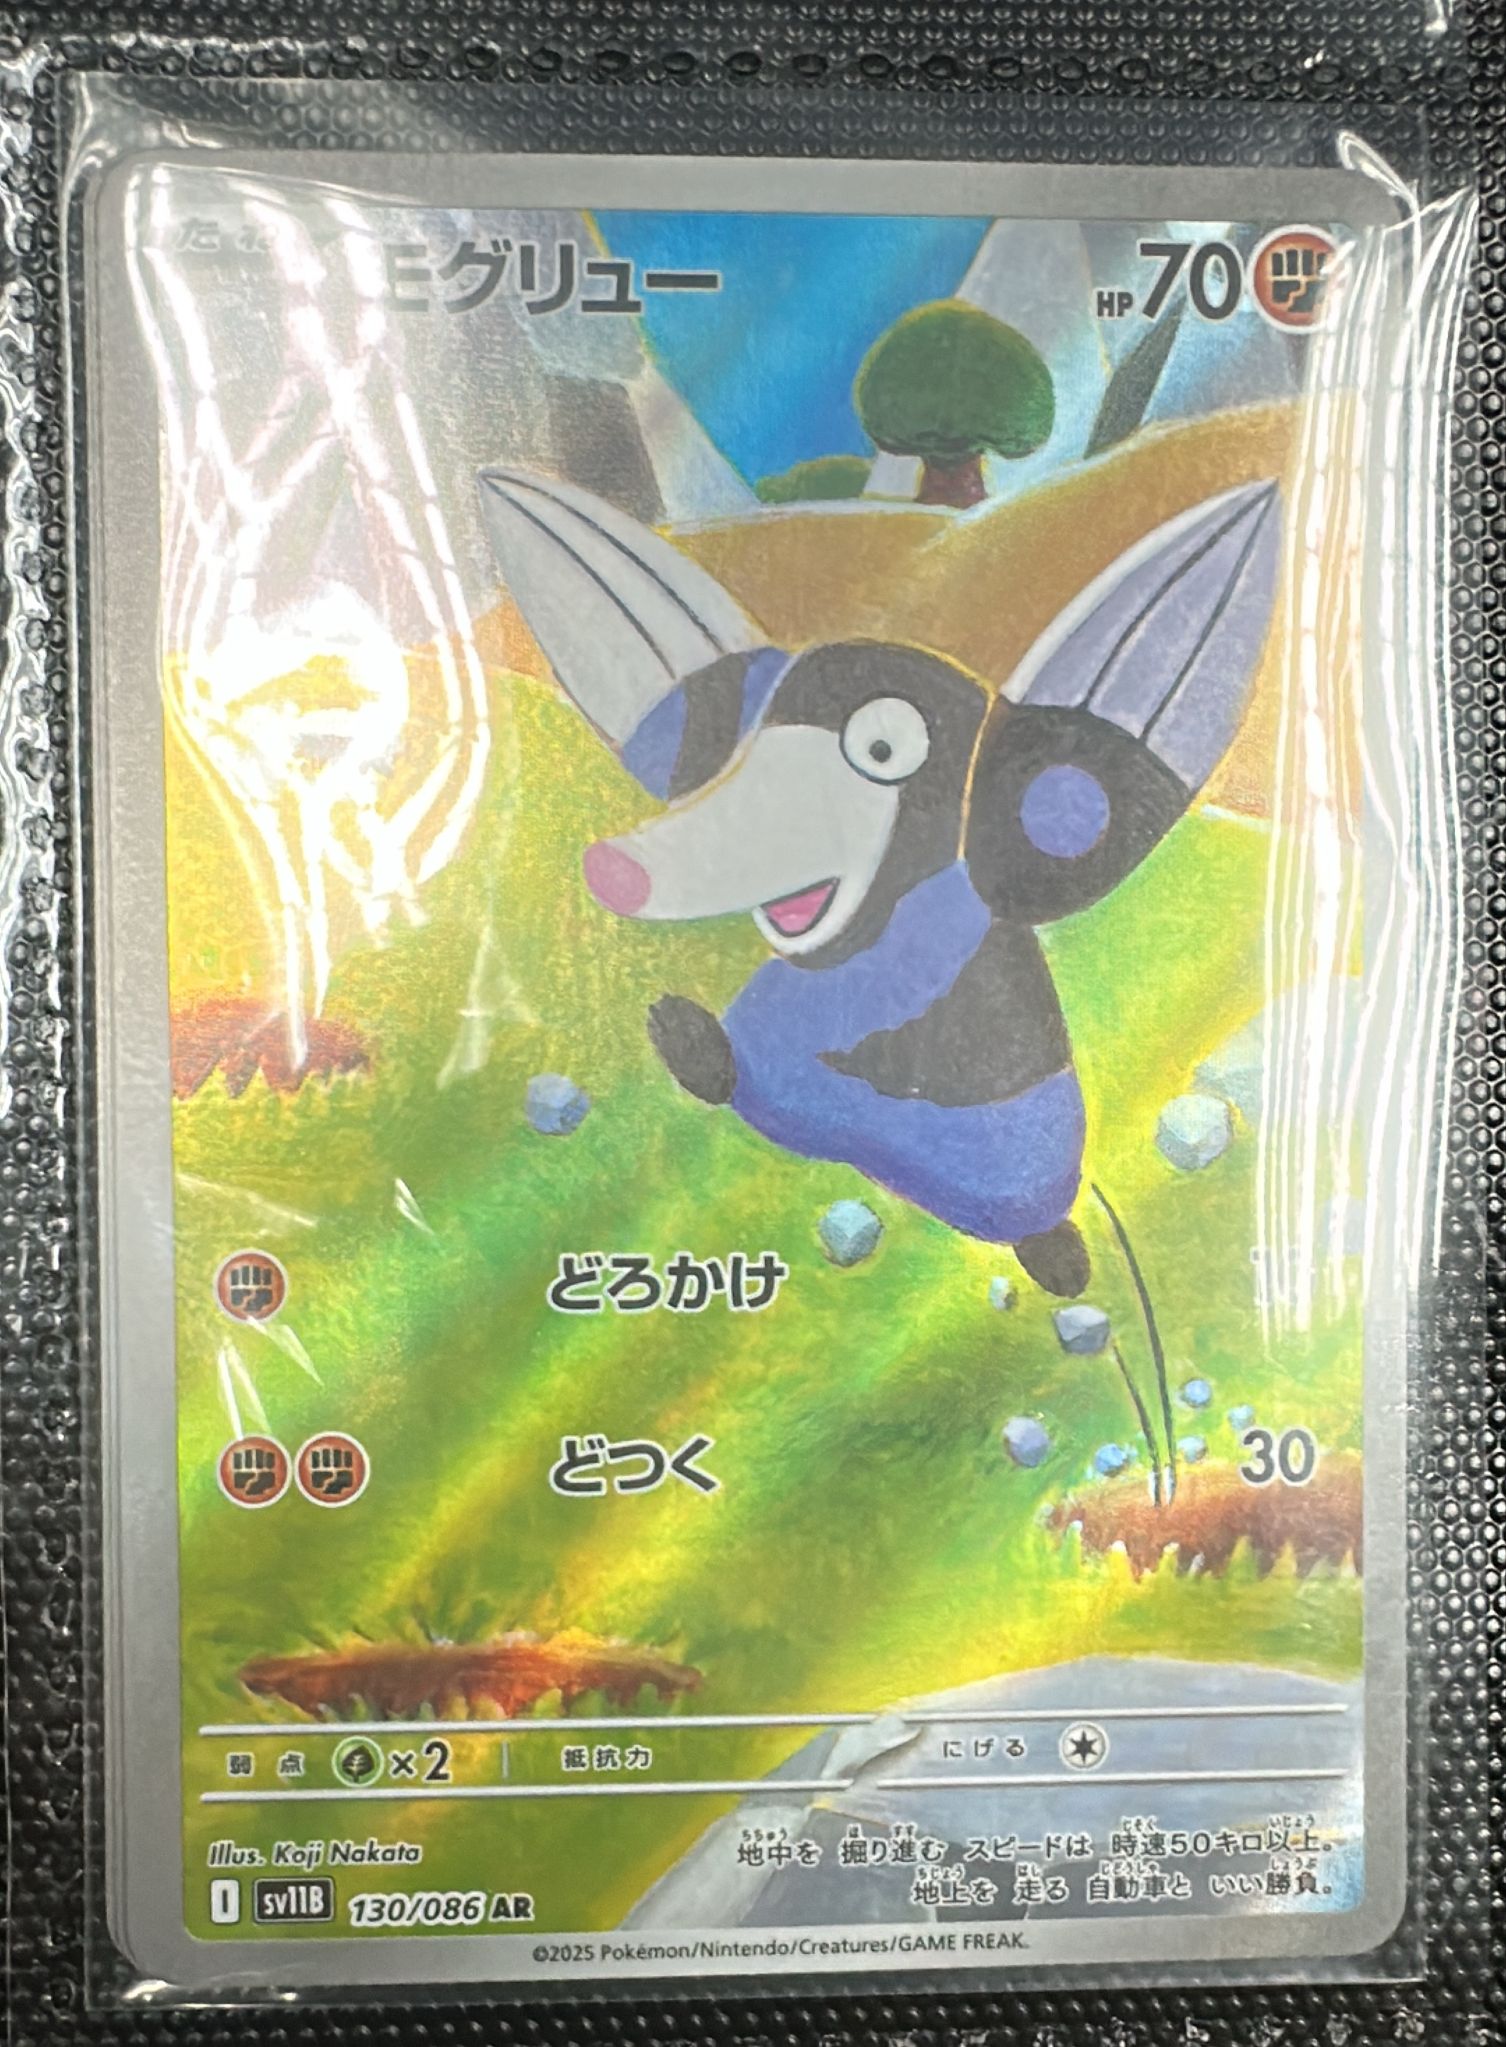 モグリュー HP70
どろかけ
どつく 30
弱点 ×2 抵抗力 にげる
Illus. Koji Nakata
地中を 掘り進む スピードは 時速50キロ以上。
地上を 走る 自動車と いい勝負。
I sv11B 130/086 AR
©2025 Pokémon/Nintendo/Creatures/GAME FREAK.